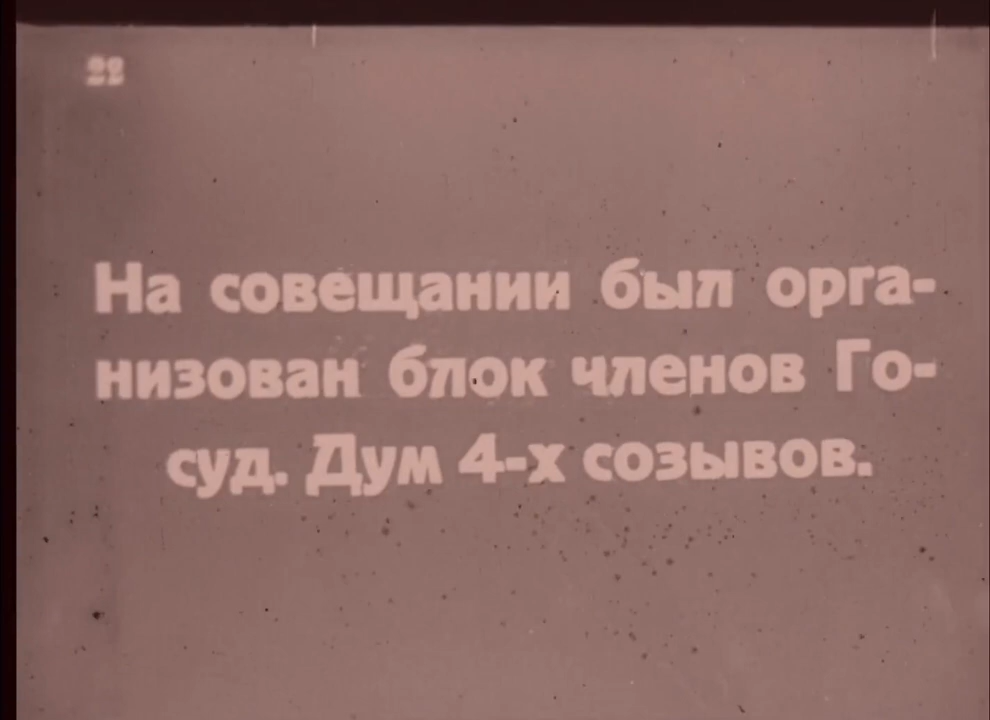 На совещании был орга-
низован блок членов Го-
суд. Дум 4-х созывов.